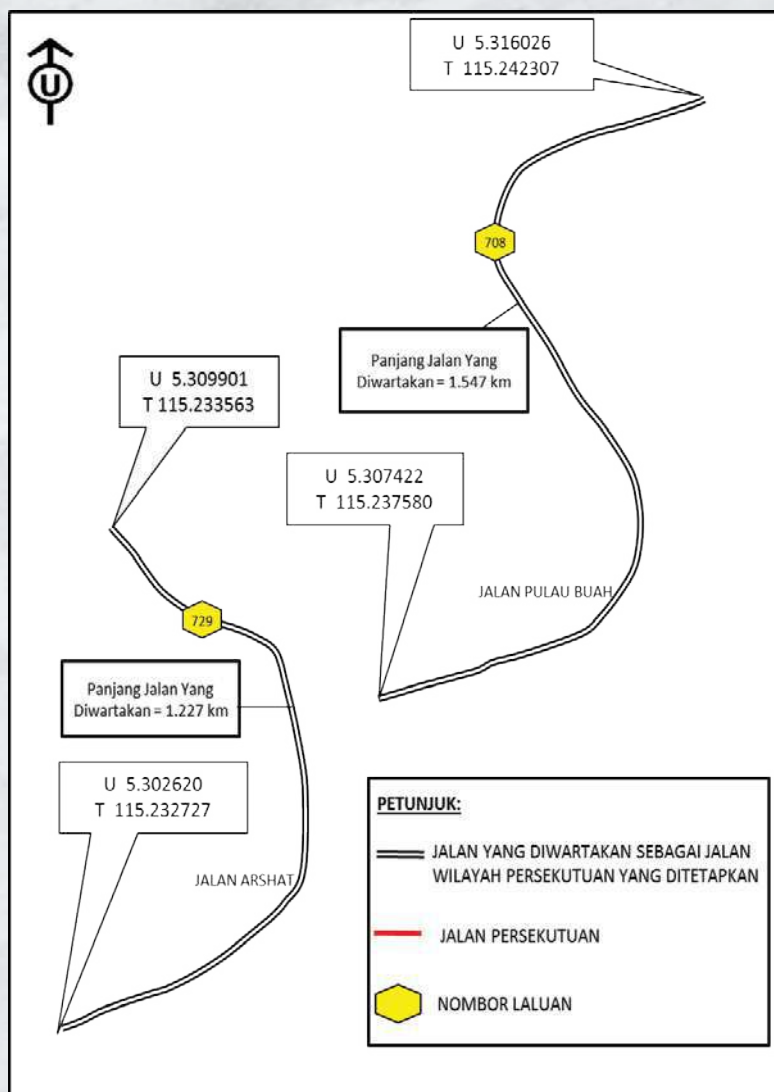 U
U 5.316026
T 115.242307
708
Panjang Jalan Yang
Diwartakan = 1.547 km
U 5.309901
T 115.233563
U 5.307422
T 115.237580
JALAN PULAU BUAH
729
Panjang Jalan Yang
Diwartakan = 1.227 km
U 5.302620
T 115.232727
JALAN ARSHAT
PETUNJUK:
JALAN YANG DIWARTAKAN SEBAGAI JALAN
WILAYAH PERSEKUTUAN YANG DITETAPKAN
JALAN PERSEKUTUAN
NOMBOR LALUAN